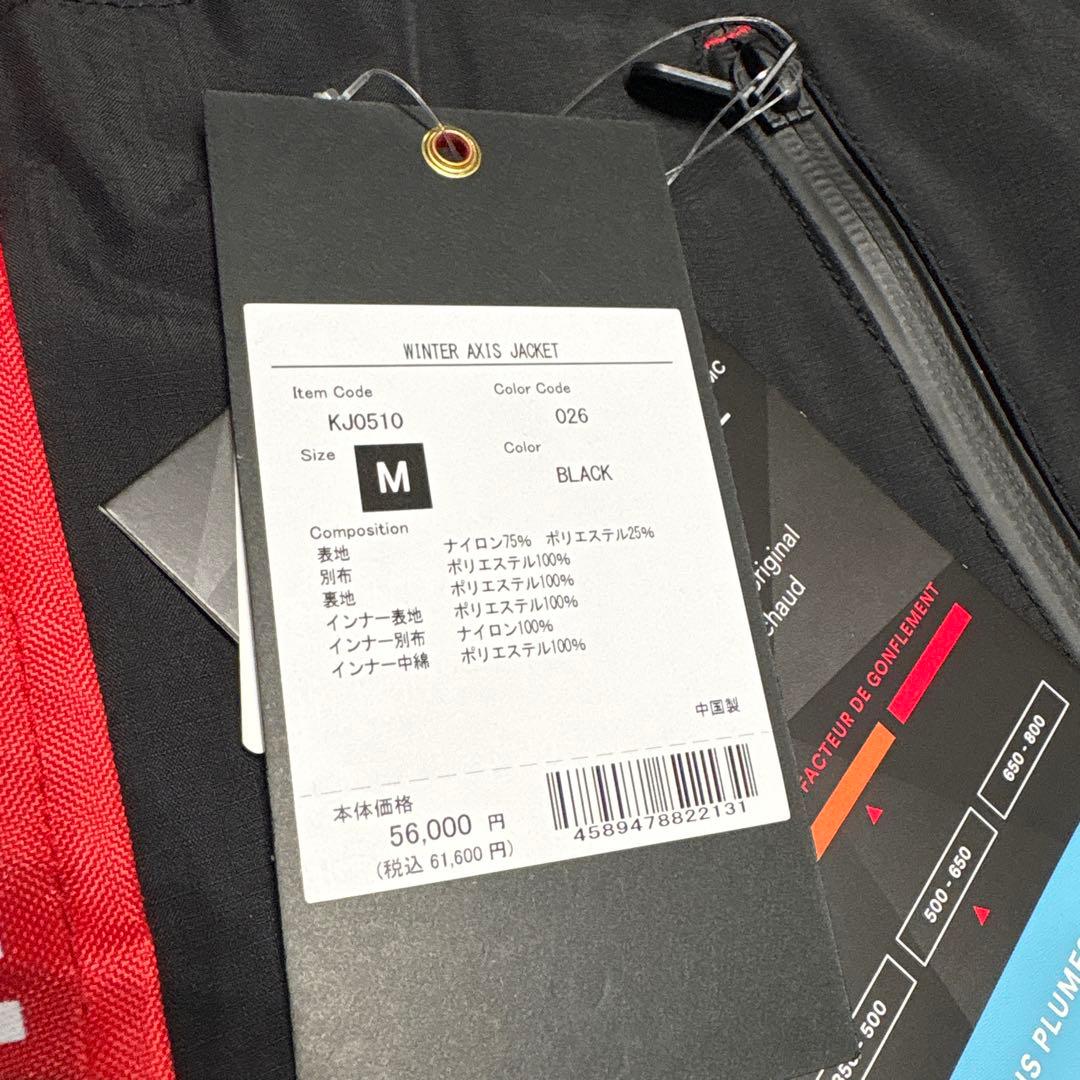 WINTER AXIS JACKET
Item Code
KJ0510
Color Code
026
Size
M
Color
BLACK
Composition
表地 ナイロン75% ポリエステル25%
別布 ポリエステル100%
裏地 ポリエステル100%
インナー表地 ポリエステル100%
インナー別布 ナイロン100%
インナー中綿 ポリエステル100%
中国製
本体価格
56,000 円
(税込 61,600 円)
4589478822131
MC
original
chaud
FACTEUR DE GONFLEMENT
650 - 800
500 - 650
500